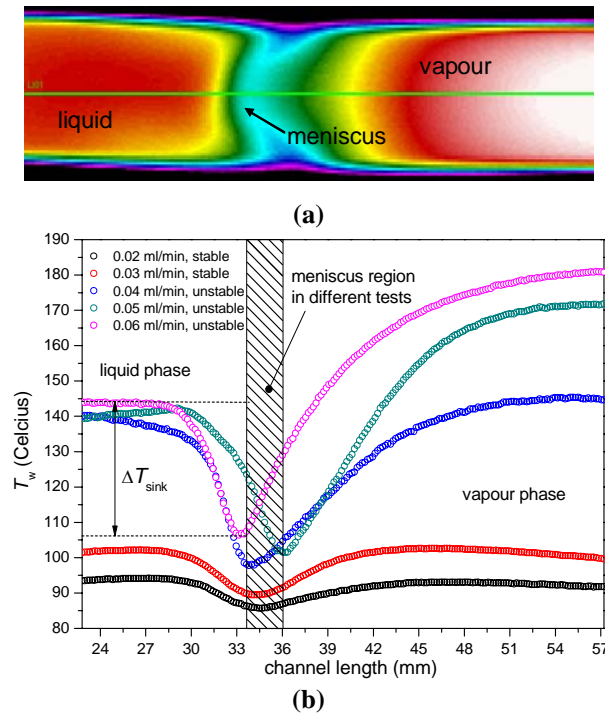 LI01
vapour
liquid
meniscus
(a)
190
180
170
160
150
140
130
120
110
100
90
80
T_w (Celcius)
0.02 ml/min, stable
0.03 ml/min, stable
0.04 ml/min, unstable
0.05 ml/min, unstable
0.06 ml/min, unstable
meniscus region
in different tests
liquid phase
ΔT_sink
vapour phase
24 27 30 33 36 39 42 45 48 51 54 57
channel length (mm)
(b)